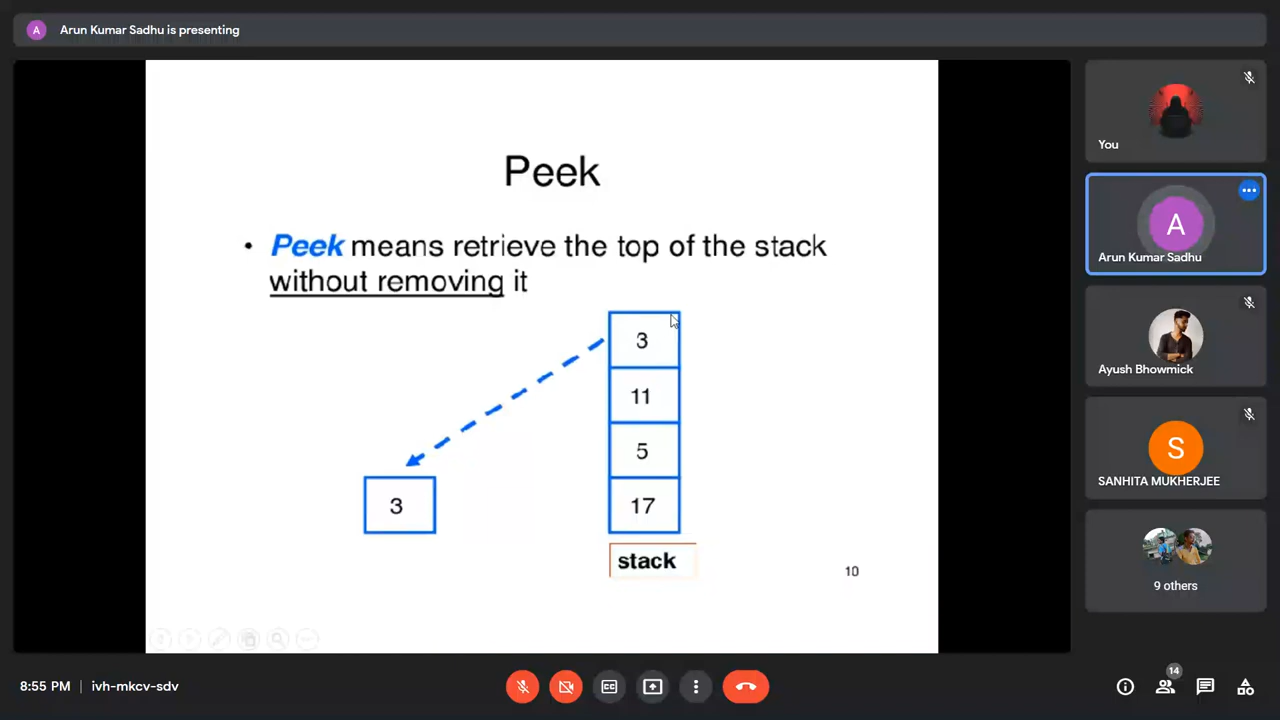 A
Arun Kumar Sadhu is presenting
Peek
• Peek means retrieve the top of the stack
without removing it
3
11
5
17
3
stack
10
You
A
Arun Kumar Sadhu
Ayush Bhowmick
S
SANHITA MUKHERJEE
9 others
8:55 PM | ivh-mkcv-sdv
CC
14